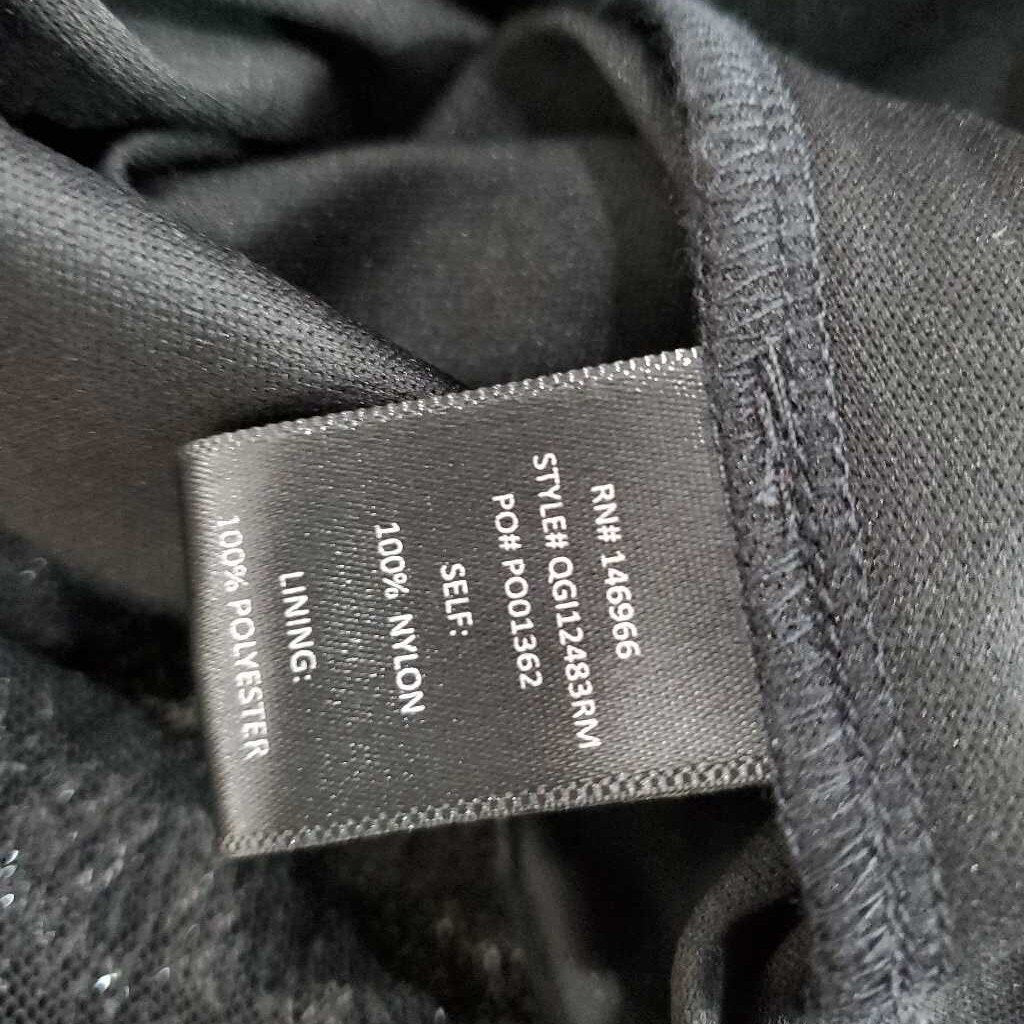 RN# 146966
STYLE# QGI12483RM
PO# PO01362
SELF:
100% NYLON
LINING:
100% POLYESTER